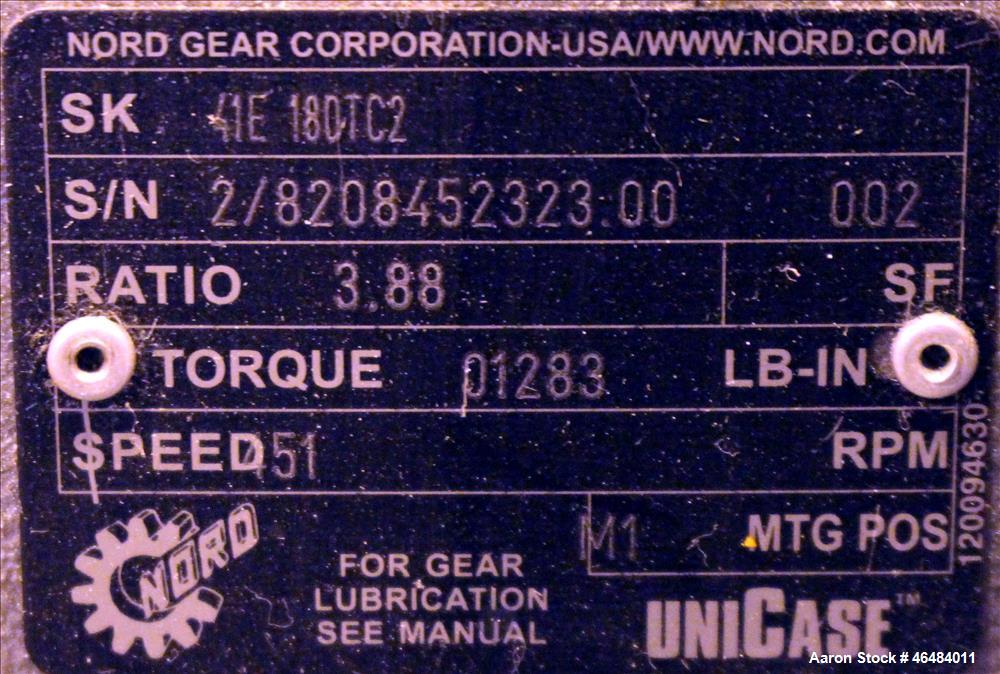 NORD GEAR CORPORATION-USA/WWW.NORD.COM
SK 41E 180TC2
S/N 2/8208452323:00 002
RATIO 3.88 SF
TORQUE 01283 LB-IN
SPEED 451 RPM
M1 MTG POS
120094630
NORD
FOR GEAR
LUBRICATION
SEE MANUAL
UNICASE™
Aaron Stock # 46484011